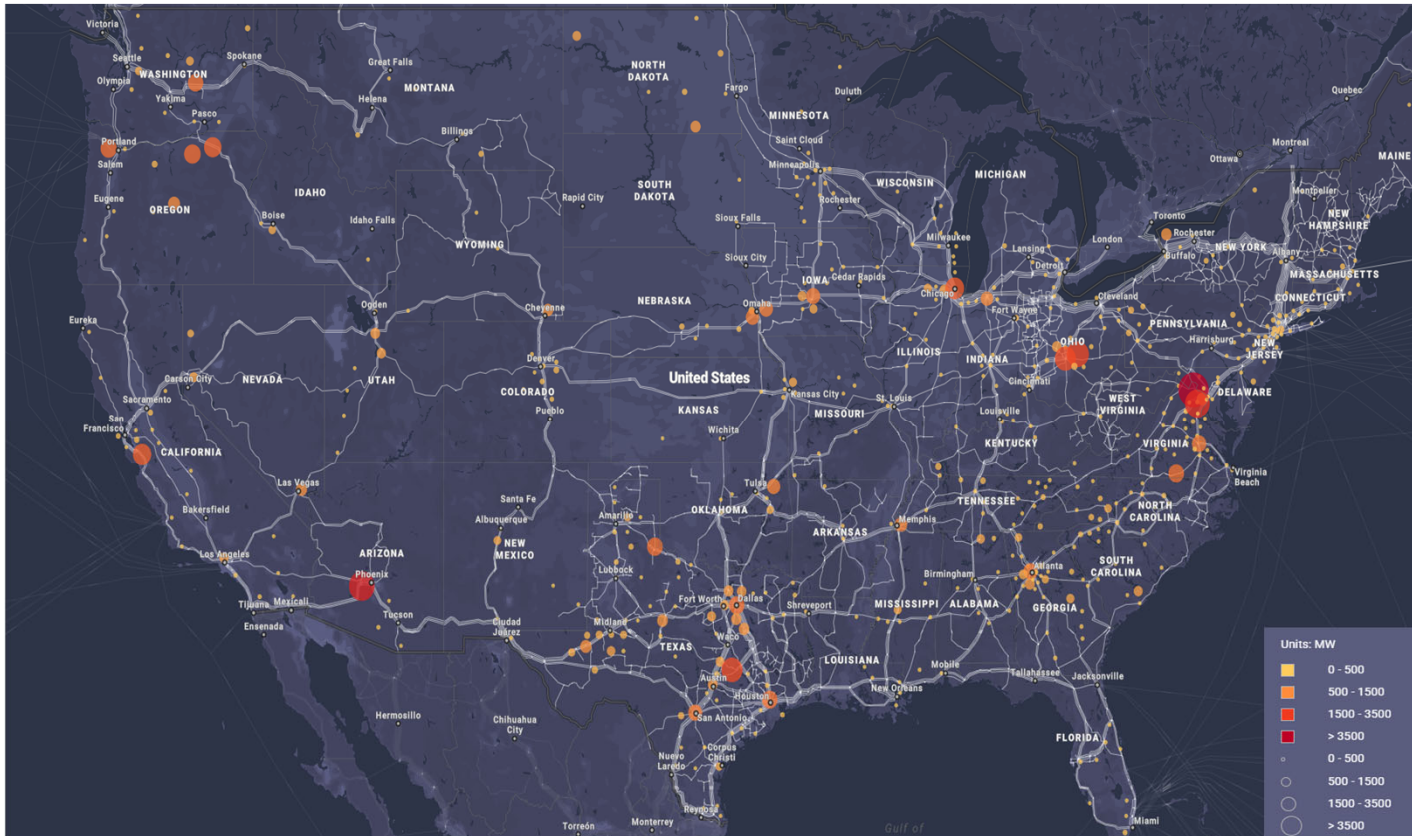 Victoria
Seattle
Spokane
WASHINGTON
Olympia
Yakima
Pasco
Great Falls
MONTANA
Helena
Billings
NORTH
DAKOTA
Fargo
Duluth
MINNESOTA
Saint Cloud
Minneapolis
Quebec
Ottawa
Montreal
MAINE
Portland
Salem
Eugene
OREGON
IDAHO
Boise
Idaho Falls
WYOMING
Rapid City
SOUTH
DAKOTA
Sioux Falls
Sioux City
Rochester
WISCONSIN
MICHIGAN
Milwaukee
Lansing
Detroit
London
Toronto
Rochester
Buffalo
NEW YORK
Albany
Montpelier
NEW
HAMPSHIRE
MASSACHUSETTS
CONNECTICUT
Eureka
Ogden
Cheyenne
NEBRASKA
Omaha
IOWA
Cedar Rapids
Chicago
Fort Wayne
Cleveland
PENNSYLVANIA
Harrisburg
NEW
JERSEY
Carson City
NEVADA
UTAH
Denver
COLORADO
Pueblo
United States
KANSAS
Kansas City
MISSOURI
St. Louis
ILLINOIS
INDIANA
OHIO
Cincinnati
WEST
VIRGINIA
DELAWARE
Sacramento
San
Francisco
CALIFORNIA
Las Vegas
Bakersfield
Los Angeles
Wichita
Louisville
KENTUCKY
VIRGINIA
Virginia
Beach
Santa Fe
Albuquerque
NEW
MEXICO
Amarillo
Lubbock
Tulsa
OKLAHOMA
ARKANSAS
Memphis
TENNESSEE
NORTH
CAROLINA
SOUTH
CAROLINA
ARIZONA
Phoenix
Tucson
Tijuana
Mexicali
Ensenada
Ciudad
Juárez
Midland
Fort Worth
Dallas
Shreveport
Birmingham
Atlanta
MISSISSIPPI
ALABAMA
GEORGIA
TEXAS
Waco
Austin
Houston
San Antonio
LOUISIANA
New Orleans
Mobile
Tallahassee
Jacksonville
Hermosillo
Chihuahua
City
Nuevo
Laredo
Corpus
Christi
Reynosa
Monterrey
Torreón
FLORIDA
Miami
Gulf of
Units: MW
0 - 500
500 - 1500
1500 - 3500
> 3500
0 - 500
500 - 1500
1500 - 3500
> 3500